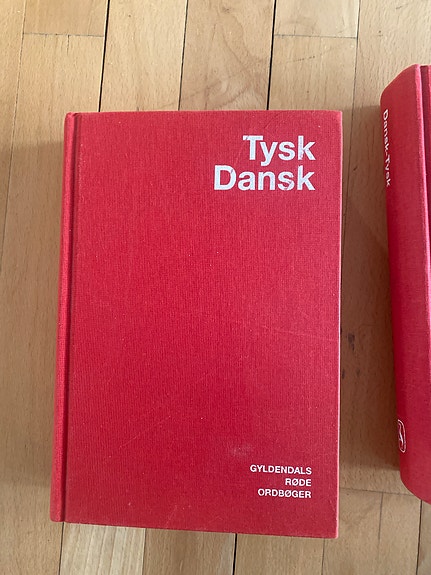 Tysk
Dansk
GYLDENDALS
RØDE
ORDBØGER
Dansk-Tysk